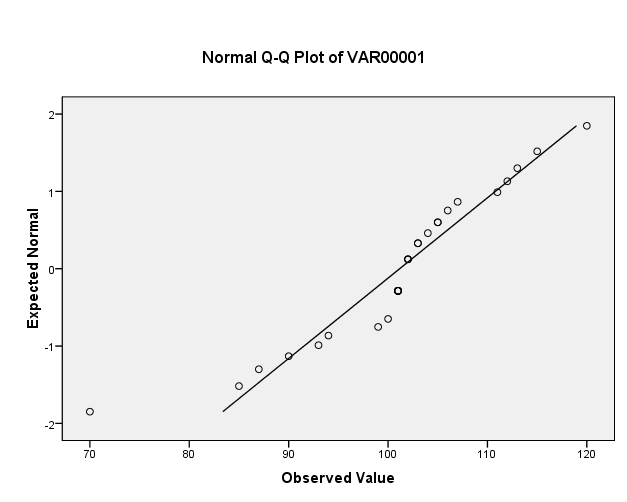 Normal Q-Q Plot of VAR00001
2
1
0
-1
-2
Expected Normal
70 80 90 100 110 120
Observed Value